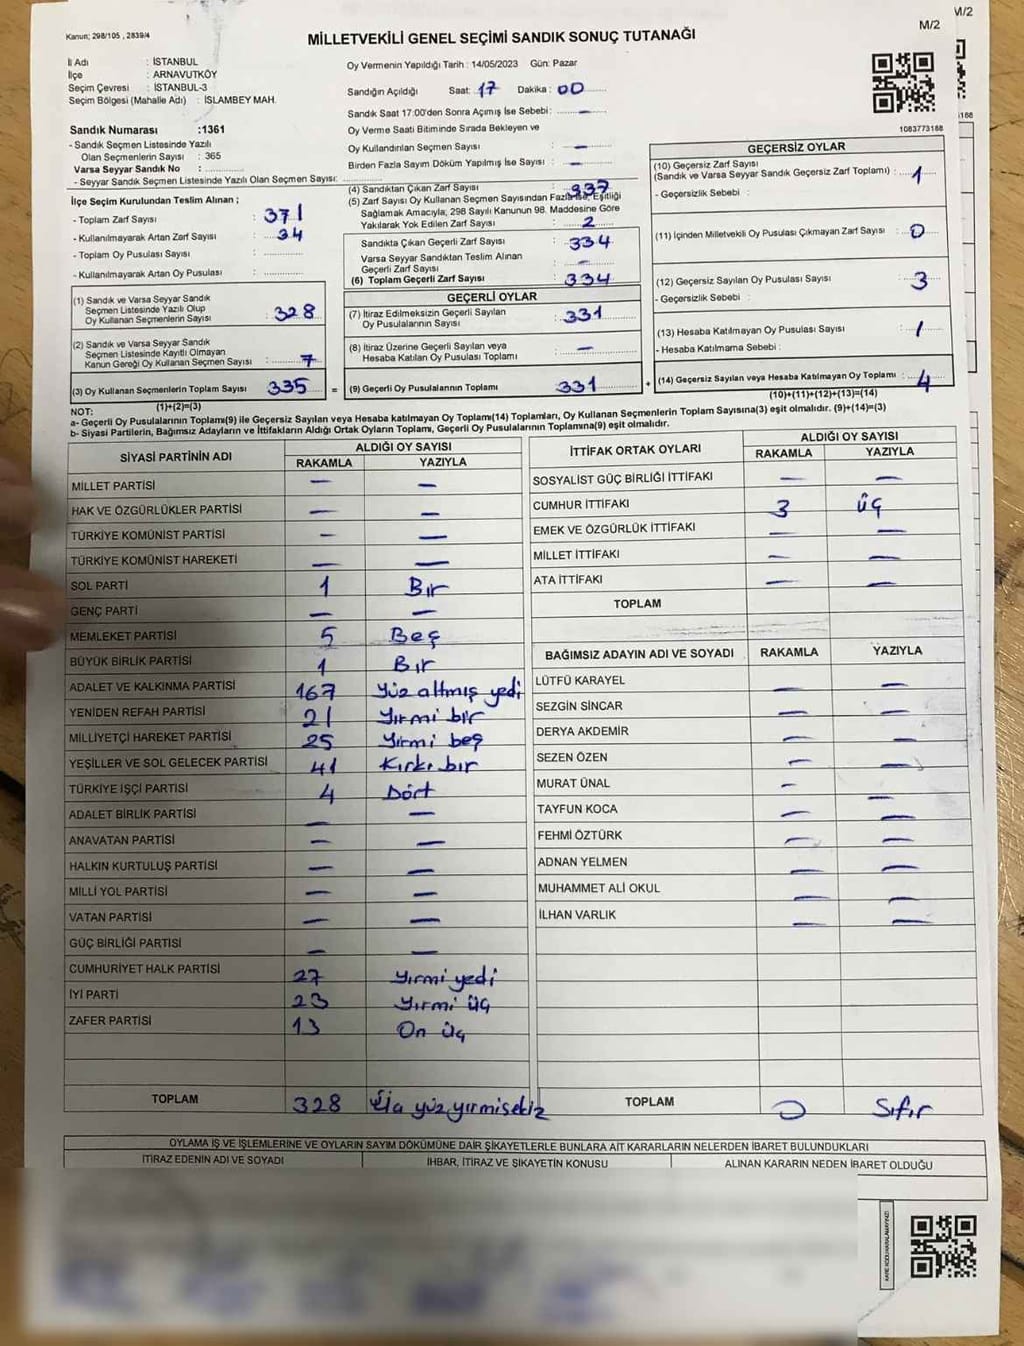 M/2
Kanun; 298/105 , 2839/4
MİLLETVEKİLİ GENEL SEÇİMİ SANDIK SONUÇ TUTANAĞI
M/2
İl Adı : İSTANBUL
İlçe : ARNAVUTKÖY
Seçim Çevresi : İSTANBUL-3
Seçim Bölgesi (Mahalle Adı) : İSLAMBEY MAH.
Oy Vermenin Yapıldığı Tarih : 14/05/2023 Gün: Pazar
Sandığın Açıldığı Saat: 17 Dakika : 00
Sandık Saat 17:00'den Sonra Açımış İse Sebebi: —
Oy Verme Saati Bitiminde Sırada Bekleyen ve
Oy Kullandırılan Seçmen Sayısı : —
Birden Fazla Sayım Döküm Yapılmış İse Sayısı : —
1083773188
Sandık Numarası :1361
- Sandık Seçmen Listesinde Yazılı
Olan Seçmenlerin Sayısı : 365
Varsa Seyyar Sandık No :
- Seyyar Sandık Seçmen Listesinde Yazılı Olan Seçmen Sayısı:
İlçe Seçim Kurulundan Teslim Alınan ;
- Toplam Zarf Sayısı : 371
- Kullanılmayarak Artan Zarf Sayısı : 34
- Toplam Oy Pusulası Sayısı :
- Kullanılmayarak Artan Oy Pusulası :
(1) Sandık ve Varsa Seyyar Sandık
Seçmen Listesinde Yazılı Olup
Oy Kullanan Seçmenlerin Sayısı : 328
(2) Sandık ve Varsa Seyyar Sandık
Seçmen Listesinde Kayıtlı Olmayan
Kanun Gereği Oy Kullanan Seçmen Sayısı : 7
(3) Oy Kullanan Seçmenlerin Toplam Sayısı : 335
(1)+(2)=(3)
(4) Sandıktan Çıkan Zarf Sayısı : 337
(5) Zarf Sayısı Oy Kullanan Seçmen Sayısından Fazla ise, Eşitliği
Sağlamak Amacıyla, 298 Sayılı Kanunun 98. Maddesine Göre
Yakılarak Yok Edilen Zarf Sayısı : 2
Sandıkta Çıkan Geçerli Zarf Sayısı : 334
Varsa Seyyar Sandıktan Teslim Alınan
Geçerli Zarf Sayısı : —
(6) Toplam Geçerli Zarf Sayısı : 334
GEÇERLİ OYLAR
(7) İtiraz Edilmeksizin Geçerli Sayılan
Oy Pusulalarının Sayısı : 331
(8) İtiraz Üzerine Geçerli Sayılan veya
Hesaba Katılan Oy Pusulası Toplamı : —
= (9) Geçerli Oy Pusulalarının Toplamı : 331 +
GEÇERSİZ OYLAR
(10) Geçersiz Zarf Sayısı
(Sandık ve Varsa Seyyar Sandık Geçersiz Zarf Toplamı) : 1
- Geçersizlik Sebebi :
(11) İçinden Milletvekili Oy Pusulası Çıkmayan Zarf Sayısı : 0
(12) Geçersiz Sayılan Oy Pusulası Sayısı : 3
- Geçersizlik Sebebi :
(13) Hesaba Katılmayan Oy Pusulası Sayısı : /
- Hesaba Katılmama Sebebi :
(14) Geçersiz Sayılan veya Hesaba Katılmayan Oy Toplamı : 4
(10)+(11)+(12)+(13)=(14)
NOT:
a- Geçerli Oy Pusulalarının Toplamı(9) ile Geçersiz Sayılan veya Hesaba katılmayan Oy Toplamı(14) Toplamları, Oy Kullanan Seçmenlerin Toplam Sayısına(3) eşit olmalıdır. (9)+(14)=(3)
b- Siyasi Partilerin, Bağımsız Adayların ve İttifakların Aldığı Ortak Oyların Toplamı, Geçerli Oy Pusulalarının Toplamına(9) eşit olmalıdır.
SİYASİ PARTİNİN ADI ALDIĞI OY SAYISI
RAKAMLA YAZIYLA
MİLLET PARTİSİ — —
HAK VE ÖZGÜRLÜKLER PARTİSİ — —
TÜRKİYE KOMÜNİST PARTİSİ — —
TÜRKİYE KOMÜNİST HAREKETİ — —
SOL PARTİ 1 Bir
GENÇ PARTİ — —
MEMLEKET PARTİSİ 5 Beş
BÜYÜK BİRLİK PARTİSİ 1 Bir
ADALET VE KALKINMA PARTİSİ 167 Yüz altmış yedi
YENİDEN REFAH PARTİSİ 21 Yirmi bir
MİLLİYETÇİ HAREKET PARTİSİ 25 Yirmi beş
YEŞİLLER VE SOL GELECEK PARTİSİ 41 Kırkı bır
TÜRKİYE İŞÇİ PARTİSİ 4 Dört
ADALET BİRLİK PARTİSİ — —
ANAVATAN PARTİSİ — —
HALKIN KURTULUŞ PARTİSİ — —
MİLLİ YOL PARTİSİ — —
VATAN PARTİSİ — —
GÜÇ BİRLİĞİ PARTİSİ — —
CUMHURİYET HALK PARTİSİ 27 Yirmi yedi
İYİ PARTİ 23 Yirmi üç
ZAFER PARTİSİ 13 On üç
TOPLAM 328 yüz yirmi sekiz
İTTİFAK ORTAK OYLARI ALDIĞI OY SAYISI
RAKAMLA YAZIYLA
SOSYALİST GÜÇ BİRLİĞİ İTTİFAKI — —
CUMHUR İTTİFAKI 3 üç
EMEK VE ÖZGÜRLÜK İTTİFAKI — —
MİLLET İTTİFAKI — —
ATA İTTİFAKI — —
TOPLAM
BAĞIMSIZ ADAYIN ADI VE SOYADI RAKAMLA YAZIYLA
LÜTFÜ KARAYEL — —
SEZGİN SİNCAR — —
DERYA AKDEMİR — —
SEZEN ÖZEN — —
MURAT ÜNAL — —
TAYFUN KOCA — —
FEHMİ ÖZTÜRK — —
ADNAN YELMEN — —
MUHAMMET ALİ OKUL — —
İLHAN VARLIK — —
TOPLAM 0 Sıfır
OYLAMA İŞ VE İŞLEMLERİNE VE OYLARIN SAYIM DÖKÜMÜNE DAİR ŞİKAYETLERLE BUNLARA AİT KARARLARIN NELERDEN İBARET BULUNDUKLARI
İTİRAZ EDENİN ADI VE SOYADI İHBAR, İTİRAZ VE ŞİKAYETİN KONUSU ALINAN KARARIN NEDEN İBARET OLDUĞU
KARE KODU KARALAMAYINIZ!